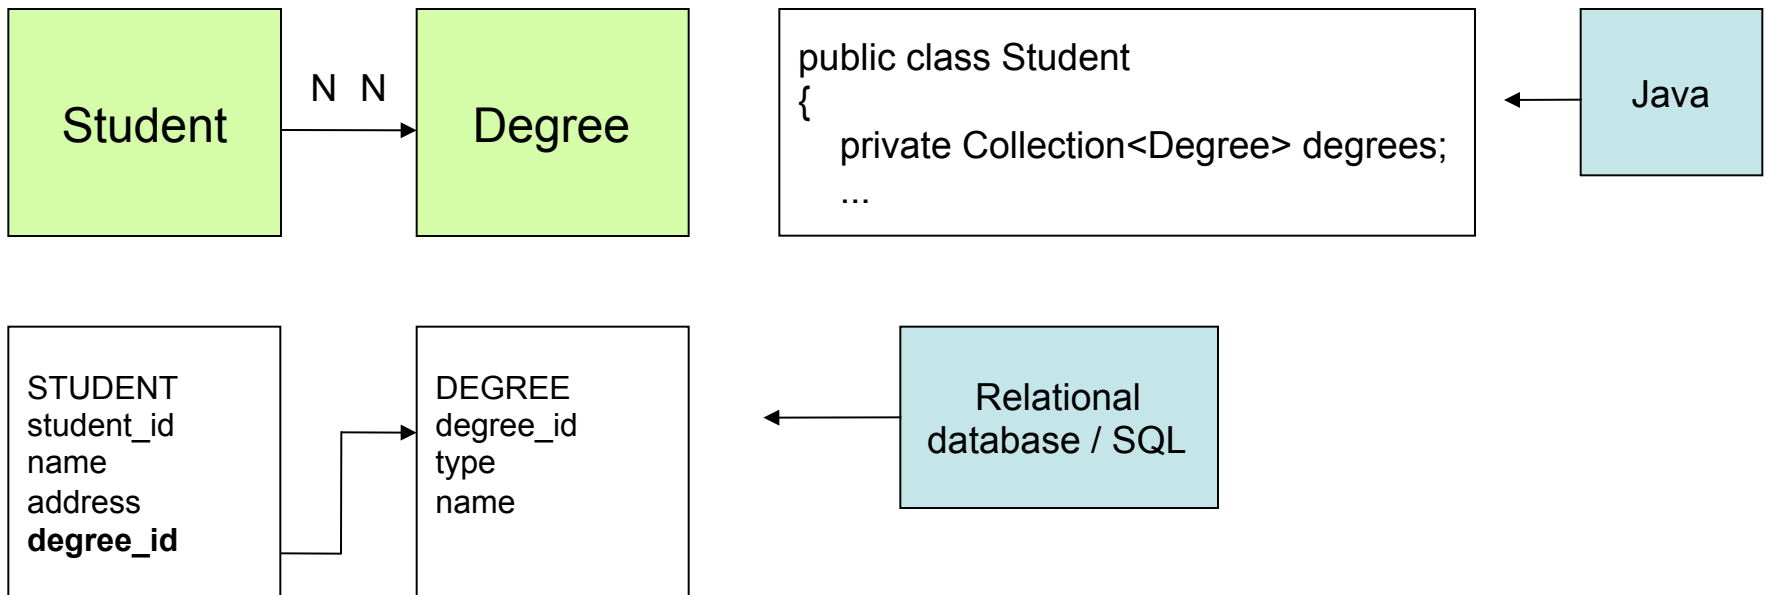 Student
N N
Degree
public class Student
{
private Collection<Degree> degrees;
...
Java
STUDENT
student_id
name
address
degree_id
DEGREE
degree_id
type
name
Relational
database / SQL